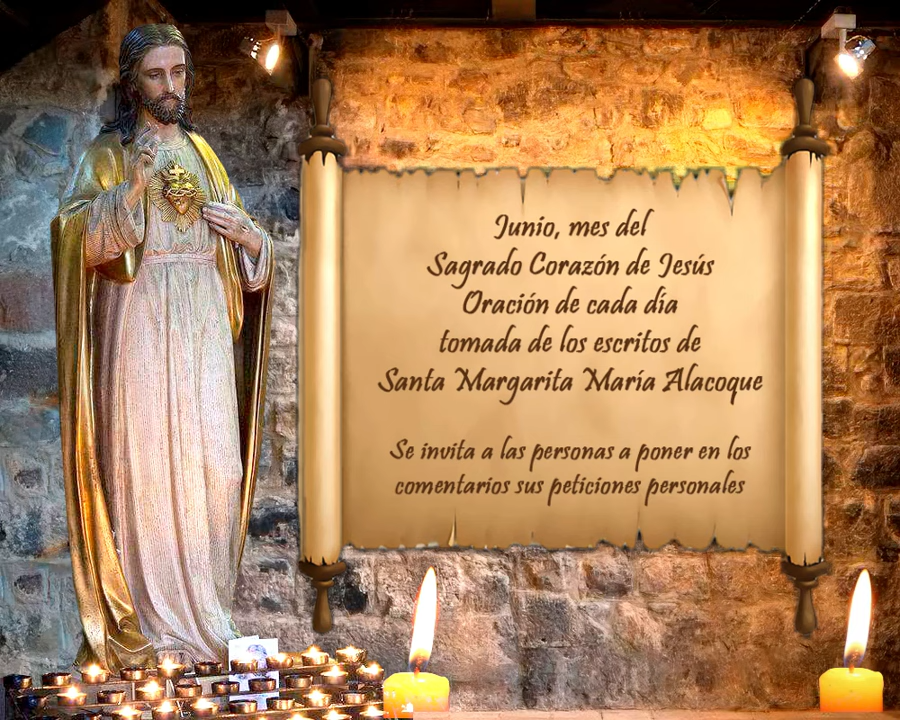 Junio, mes del
Sagrado Corazón de Jesús
Oración de cada día
tomada de los escritos de
Santa Margarita María Alacoque
Se invita a las personas a poner en los
comentarios sus peticiones personales